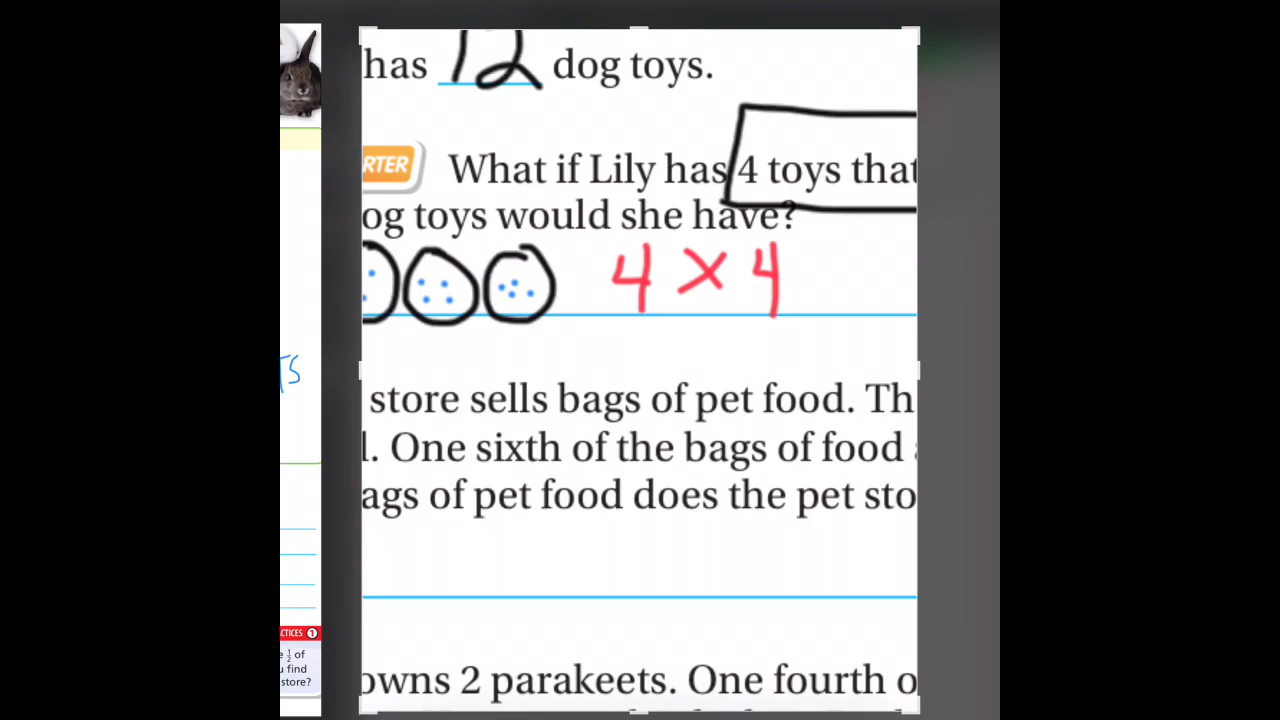 has 12 dog toys.
RTER What if Lily has 4 toys that
og toys would she have?
4 × 4
store sells bags of pet food. Th
l. One sixth of the bags of food
ags of pet food does the pet sto
owns 2 parakeets. One fourth o
TS
CTICES 1
e 1/2 of
u find
store?